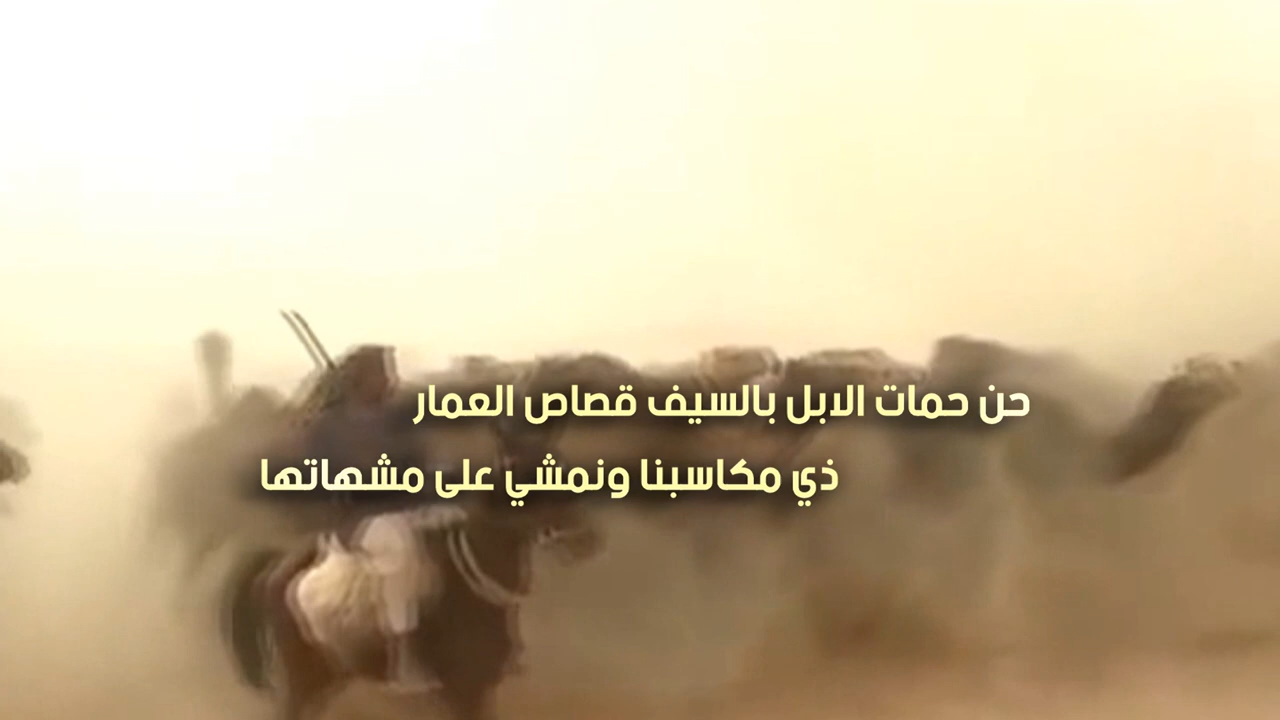 حن حمات الابل بالسيف قصاص العمار
ذي مكاسبنا ونمشي على مشهاتها